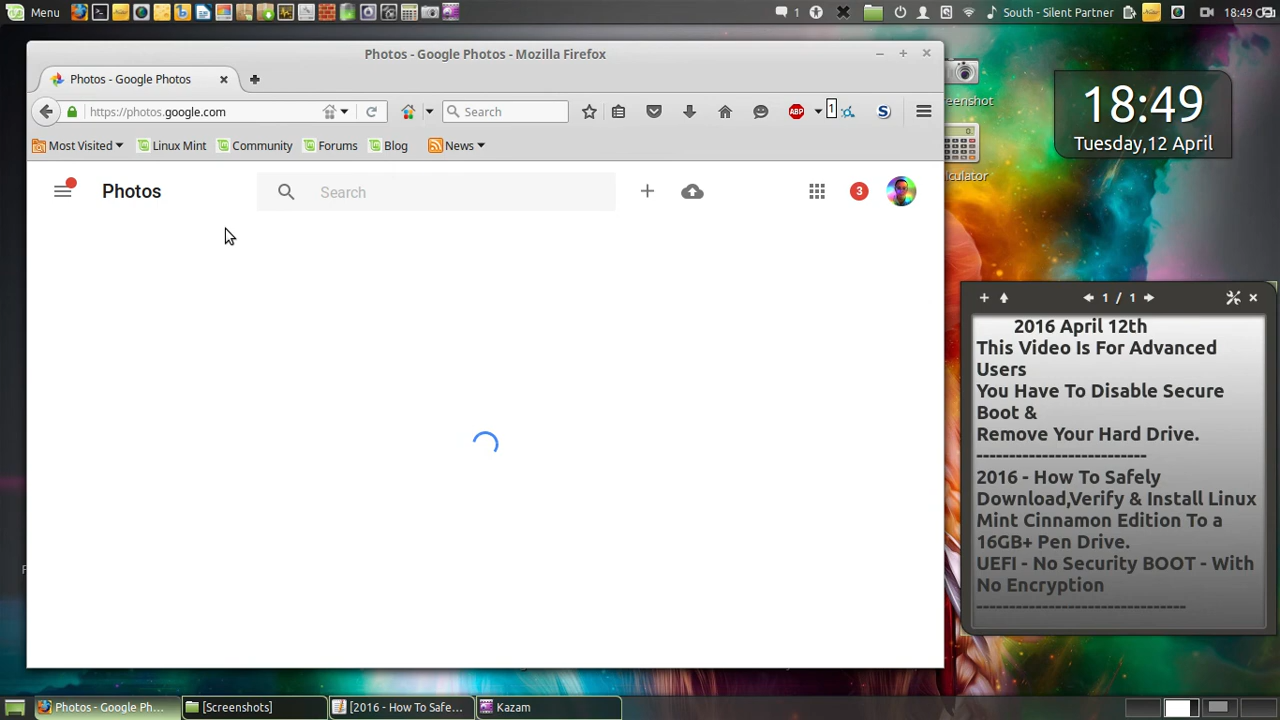 Menu
1
South - Silent Partner
18:49
Photos - Google Photos - Mozilla Firefox
Photos - Google Photos
https://photos.google.com
Search
ABP
1
S
Most Visited
Linux Mint
Community
Forums
Blog
News
Photos
Search
3
18:49
Tuesday,12 April
1 / 1
2016 April 12th
This Video Is For Advanced
Users
You Have To Disable Secure
Boot &
Remove Your Hard Drive.
---------------------------
2016 - How To Safely
Download,Verify & Install Linux
Mint Cinnamon Edition To a
16GB+ Pen Drive.
UEFI - No Security BOOT - With
No Encryption
---------------------------------
Photos - Google Ph...
[Screenshots]
[2016 - How To Safe...
Kazam